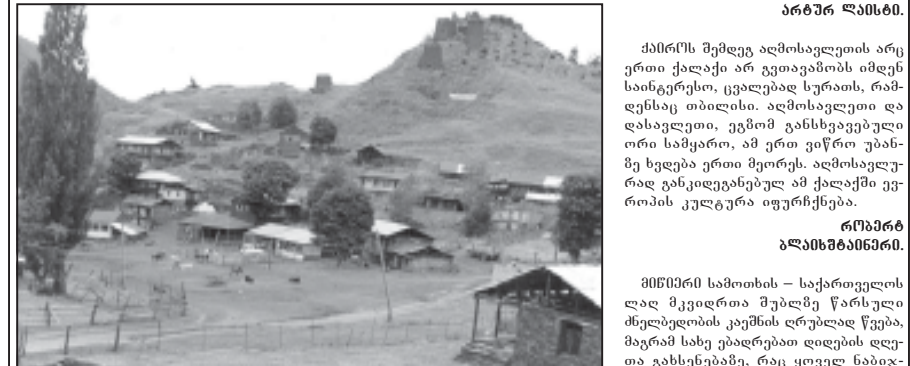 არტურ ლაისტი.
ქაიროს შემდეგ აღმოსავლეთის არც
ერთი ქალაქი არ გვთავაზობს იმდენ
საინტერესო, ცვალებად სურათს, რამ-
დენსაც თბილისი. აღმოსავლეთი და
დასავლეთი, ეგზომ განსხვავებული
ორი სამყარო, ამ ერთ ვიწრო უბან-
ზე ხვდება ერთი მეორეს. აღმოსავლუ-
რად განკიდეგანებულ ამ ქალაქში ევ-
როპის კულტურა იფურჩქნება.
რობერტ
ბლაიხშტაინერი.
მიწიერი სამოთხის – საქართველოს
ლაღ მკვიდრთა შუბლზე წარსული
ძნელბედობის კაეშნის ღრუბლად წვება,
მაგრამ სახე ებადრებათ დიდების დღე-
თა გახსენებაზე, რაც ყოველ ნაბიჯ-